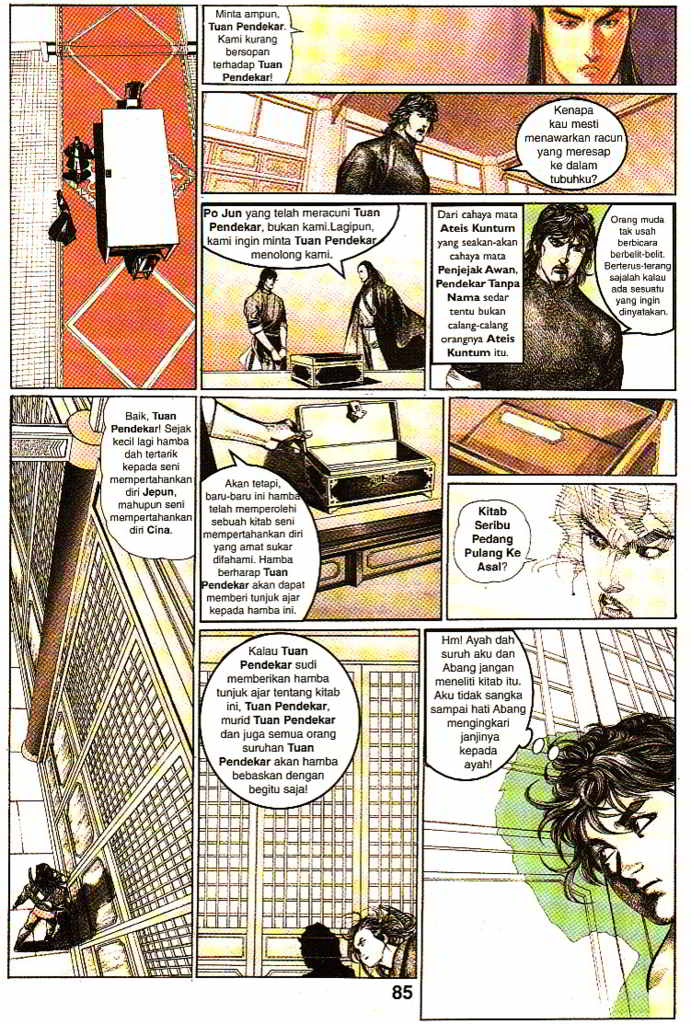 Minta ampun,
Tuan Pendekar.
Kami kurang
bersopan
terhadap Tuan
Pendekar!
Kenapa
kau mesti
menawarkan racun
yang meresap
ke dalam
tubuhku?
Po Jun yang telah meracuni Tuan
Pendekar, bukan kami.Lagipun,
kami ingin minta Tuan Pendekar
menolong kami.
Dari cahaya mata
Ateis Kuntum
yang seakan-akan
cahaya mata
Penjejak Awan,
Pendekar Tanpa
Nama sedar
tentu bukan
calang-calang
orangnya Ateis
Kuntum itu.
Orang muda
tak usah
berbicara
berbelit-belit.
Berterus-terang
sajalah kalau
ada sesuatu
yang ingin
dinyatakan.
Baik, Tuan
Pendekar! Sejak
kecil lagi hamba
dah tertarik
kepada seni
mempertahankan
diri Jepun,
mahupun seni
mempertahankan
diri Cina.
Akan tetapi,
baru-baru ini hamba
telah memperolehi
sebuah kitab seni
mempertahankan diri
yang amat sukar
difahami. Hamba
berharap Tuan
Pendekar akan dapat
memberi tunjuk ajar
kepada hamba ini.
Kitab
Seribu
Pedang
Pulang Ke
Asal?
Kalau Tuan
Pendekar sudi
memberikan hamba
tunjuk ajar tentang kitab
ini, Tuan Pendekar,
murid Tuan Pendekar
dan juga semua orang
suruhan Tuan
Pendekar akan hamba
bebaskan dengan
begitu saja!
Hm! Ayah dah
suruh aku dan
Abang jangan
meneliti kitab itu.
Aku tidak sangka
sampai hati Abang
mengingkari
janjinya
kepada
ayah!
85